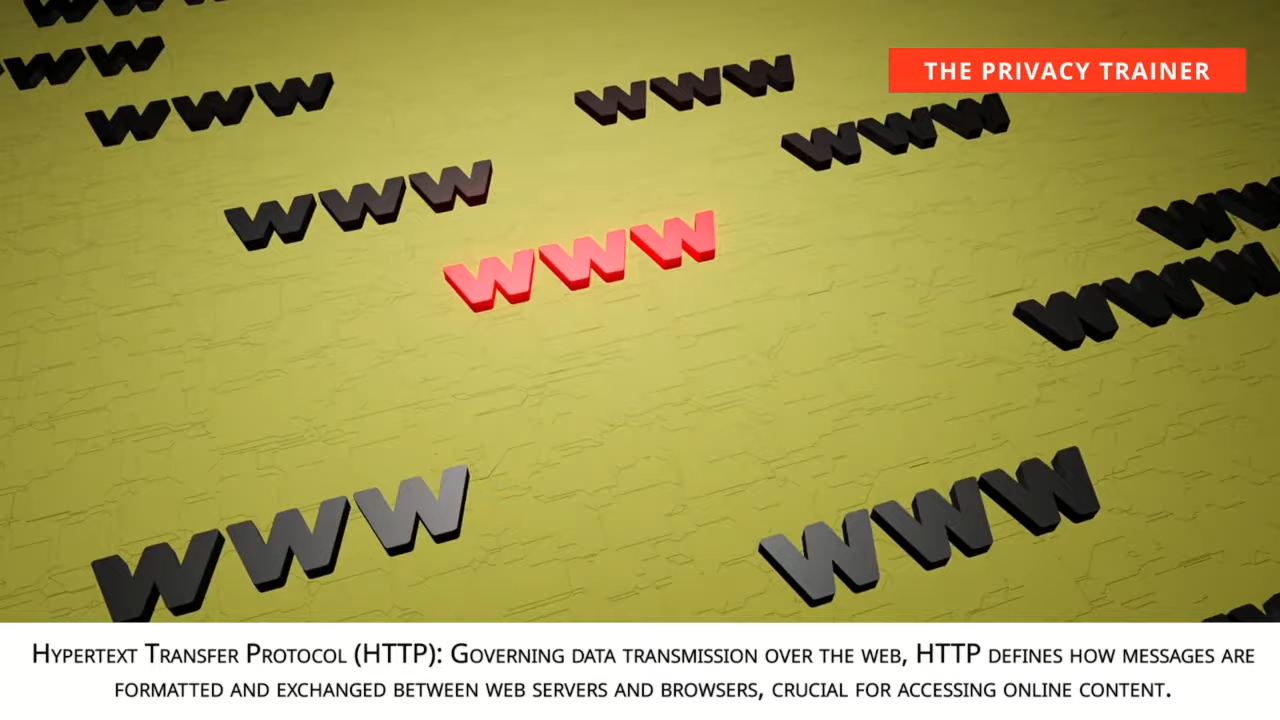 THE PRIVACY TRAINER
WWW
WWW
WWW
WWW
WWW
WWW
WW
WWW
WWW
WWW
Hypertext Transfer Protocol (HTTP): Governing data transmission over the web, HTTP defines how messages are
formatted and exchanged between web servers and browsers, crucial for accessing online content.